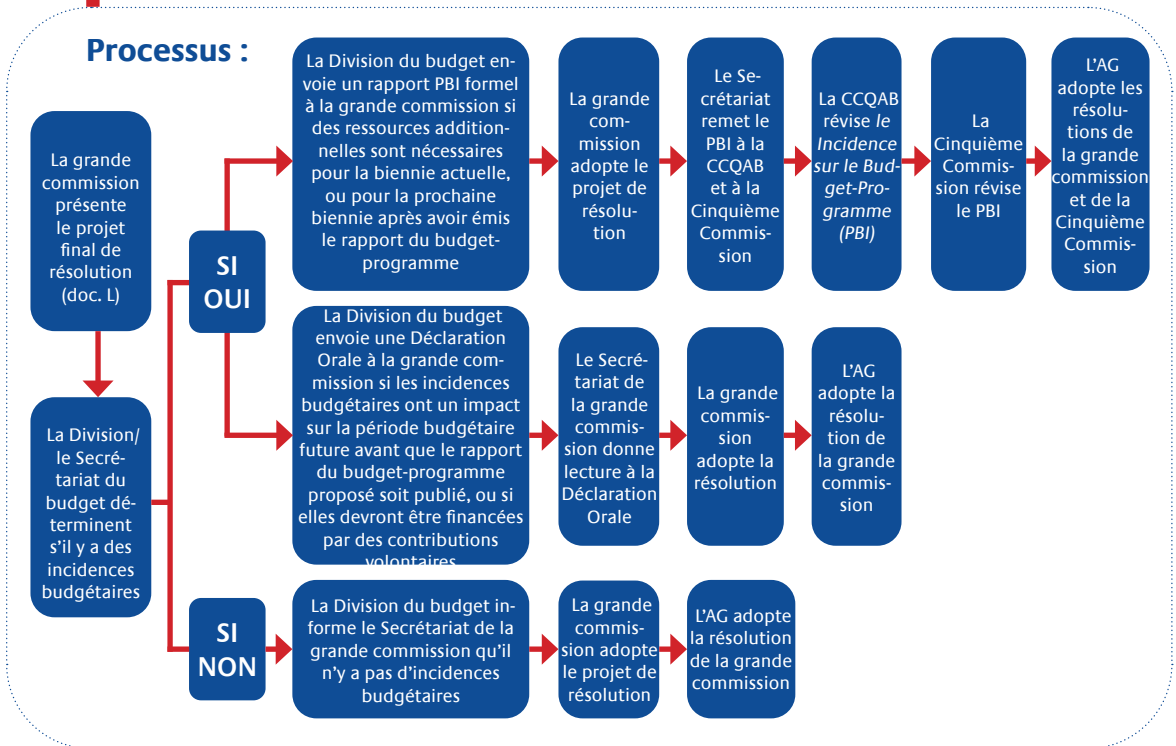 Processus :
La grande
commission
présente
le projet
final de
résolution
(doc. L)
La Division/
le Secré-
tariat du
budget dé-
terminent
s’il y a des
incidences
budgétaires
SI
OUI
La Division du budget en-
voie un rapport PBI formel
à la grande commission si
des ressources addition-
nelles sont nécessaires
pour la biennie actuelle,
ou pour la prochaine
biennie après avoir émis
le rapport du budget-
programme
La grande
com-
mission
adopte le
projet de
résolu-
tion
Le Se-
crétariat
remet le
PBI à la
CCQAB
et à la
Cinquième
Commis-
sion
La CCQAB
révise le
Incidence
sur le Bud-
get-Pro-
gramme
(PBI)
La
Cinquième
Commis-
sion révise
le PBI
L’AG
adopte les
résolu-
tions de
la grande
commission
et de la
Cinquième
Commis-
sion
La Division du budget
envoie une Déclaration
Orale à la grande com-
mission si les incidences
budgétaires ont un impact
sur la période budgétaire
future avant que le rapport
du budget-programme
proposé soit publié, ou si
elles devront être financées
par des contributions
volontaires
Le Secré-
tariat de
la grande
commis-
sion donne
lecture à la
Déclaration
Orale
La grande
commis-
sion
adopte la
résolution
L’AG
adopte la
résolu-
tion de
la grande
commis-
sion
SI
NON
La Division du budget in-
forme le Secrétariat de la
grande commission qu’il
n’y a pas d’incidences
budgétaires
La grande
commis-
sion adopte
le projet de
résolution
L’AG adopte
la résolution
de la grande
commission